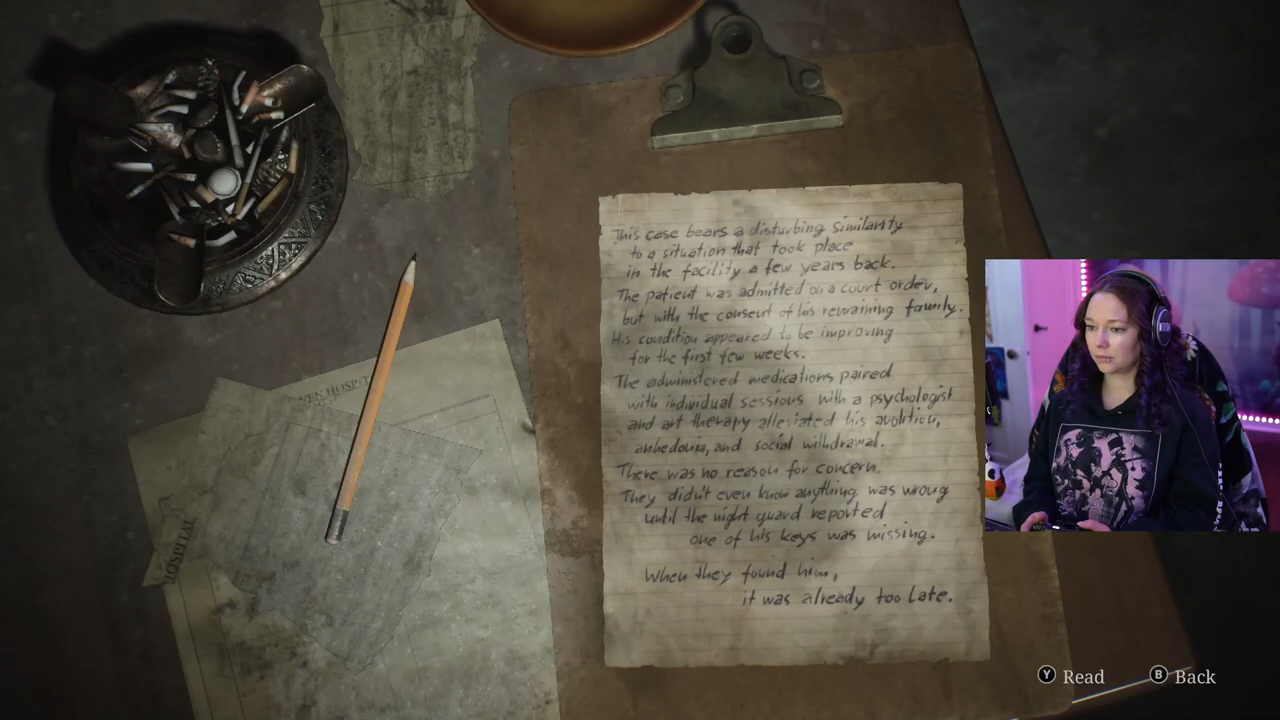 This case bears a disturbing similarity
to a situation that took place
in the facility a few years back.
The patient was admitted on a court order,
but with the consent of his remaining family.
His condition appeared to be improving
for the first few weeks.
The administered medications paired
with individual sessions with a psychologist
and art therapy alleviated his avolition,
anhedonia, and social withdrawal.
There was no reason for concern.
They didn't even know anything was wrong
until the night guard reported
one of his keys was missing.
When they found him,
it was already too late.
HOSPITAL
Y Read
B Back